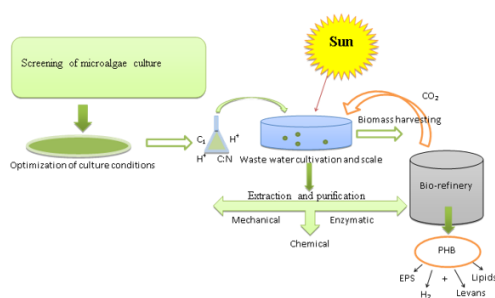 Sun
Screening of microalgae culture
CO₂
Biomass harvesting
C₁ H⁺
H⁺ C:N
Optimization of culture conditions
Waste water cultivation and scale
Bio-refinery
Extraction and purification
Mechanical Enzymatic
Chemical
PHB
EPS + Lipids
H₂ Levans